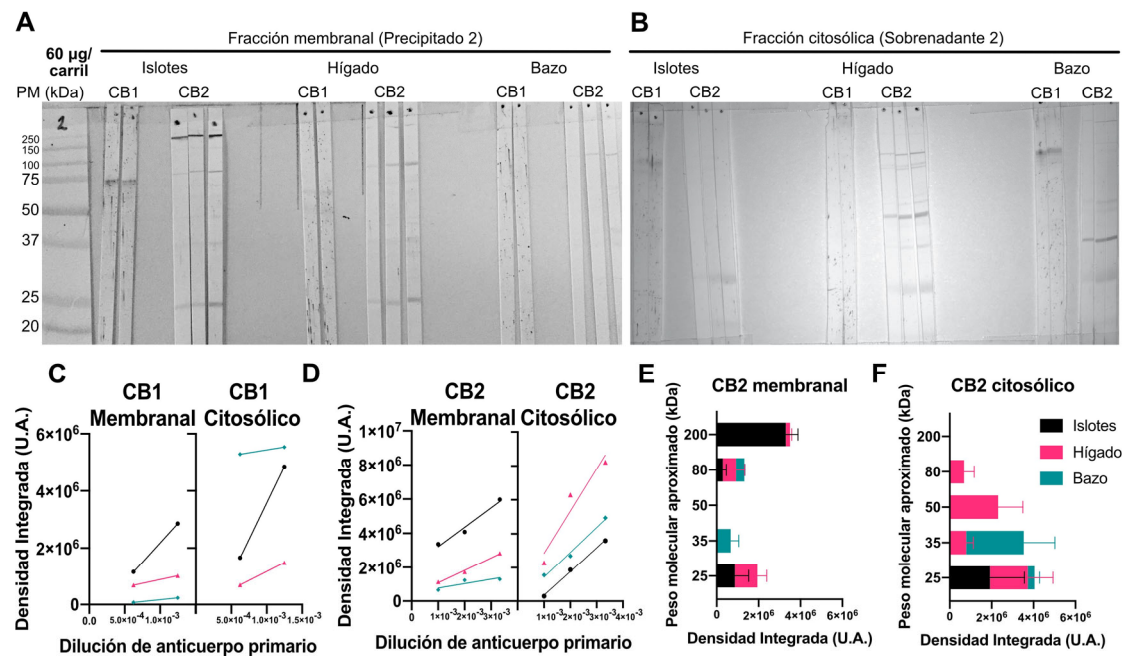 A
Fracción membranal (Precipitado 2)
60 µg/
carril
Islotes
Hígado
Bazo
PM (kDa)
CB1
CB2
CB1
CB2
CB1
CB2
2
250
150
100
75
50
37
25
20
B
Fracción citosólica (Sobrenadante 2)
Islotes
Hígado
Bazo
CB1
CB2
CB1
CB2
CB1
CB2
C
CB1
Membranal
CB1
Citosólico
Densidad Integrada (U.A.)
6×10⁶
4×10⁶
2×10⁶
0
5.0×10⁻⁴
1.0×10⁻³
5.0×10⁻⁴
1.0×10⁻³
1.5×10⁻³
Dilución de anticuerpo primario
D
CB2
Membranal
CB2
Citosólico
Densidad Integrada (U.A.)
1×10⁷
8×10⁶
6×10⁶
4×10⁶
2×10⁶
0
1×10⁻³
2×10⁻³
3×10⁻³
1×10⁻³
2×10⁻³
3×10⁻³
4×10⁻³
Dilución de anticuerpo primario
E
CB2 membranal
Peso molecular aproximado (kDa)
200
80
50
35
25
0
2×10⁶
4×10⁶
6×10⁶
Densidad Integrada (U.A.)
F
CB2 citosólico
Peso molecular aproximado (kDa)
200
80
50
35
25
0
2×10⁶
4×10⁶
6×10⁶
Densidad Integrada (U.A.)
Islotes
Hígado
Bazo